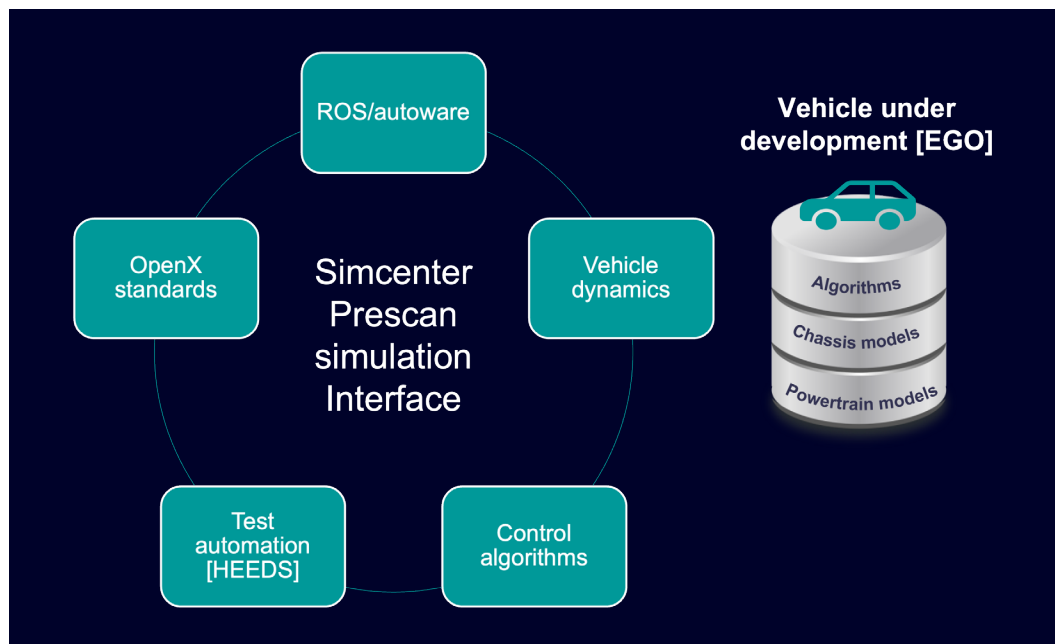 ROS/autoware
Vehicle under
development [EGO]
OpenX
standards
Simcenter
Prescan
simulation
Interface
Vehicle
dynamics
Algorithms
Chassis models
Powertrain models
Test
automation
[HEEDS]
Control
algorithms